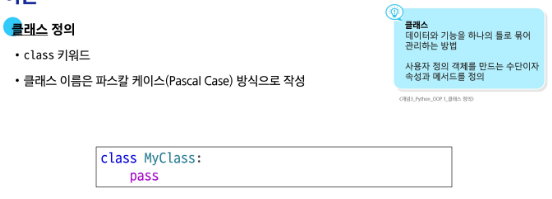 클래스 정의
• class 키워드
• 클래스 이름은 파스칼 케이스(Pascal Case) 방식으로 작성
클래스
데이터와 기능을 하나의 틀로 묶어
관리하는 방법
사용자 정의 객체를 만드는 수단이자
속성과 메서드를 정의
class MyClass:
    pass